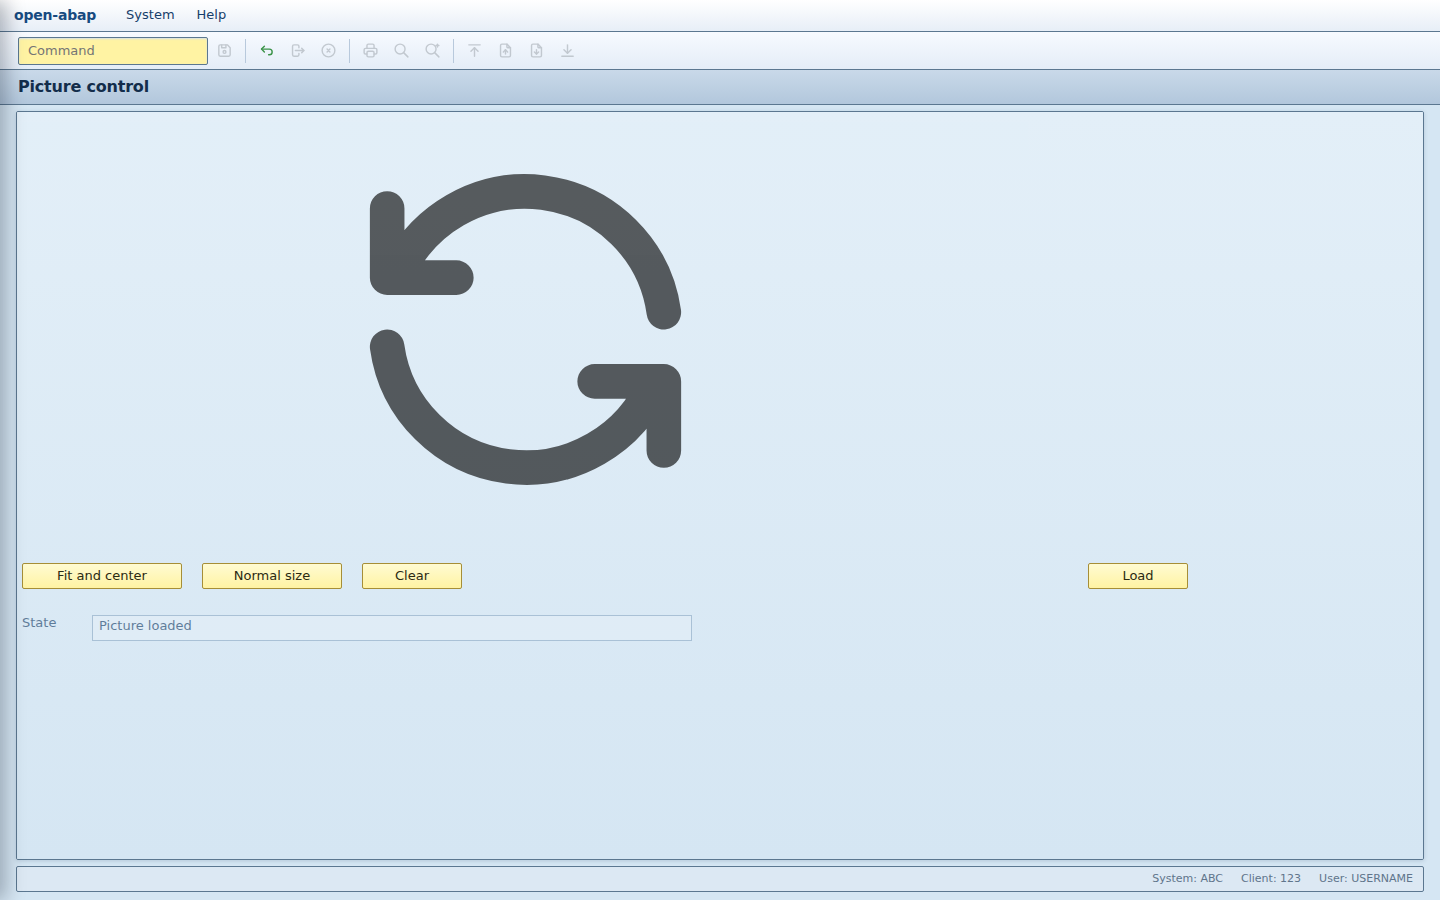 open-abap System Help
Command
Picture control
Fit and center Normal size Clear Load
State Picture loaded
System: ABC Client: 123 User: USERNAME